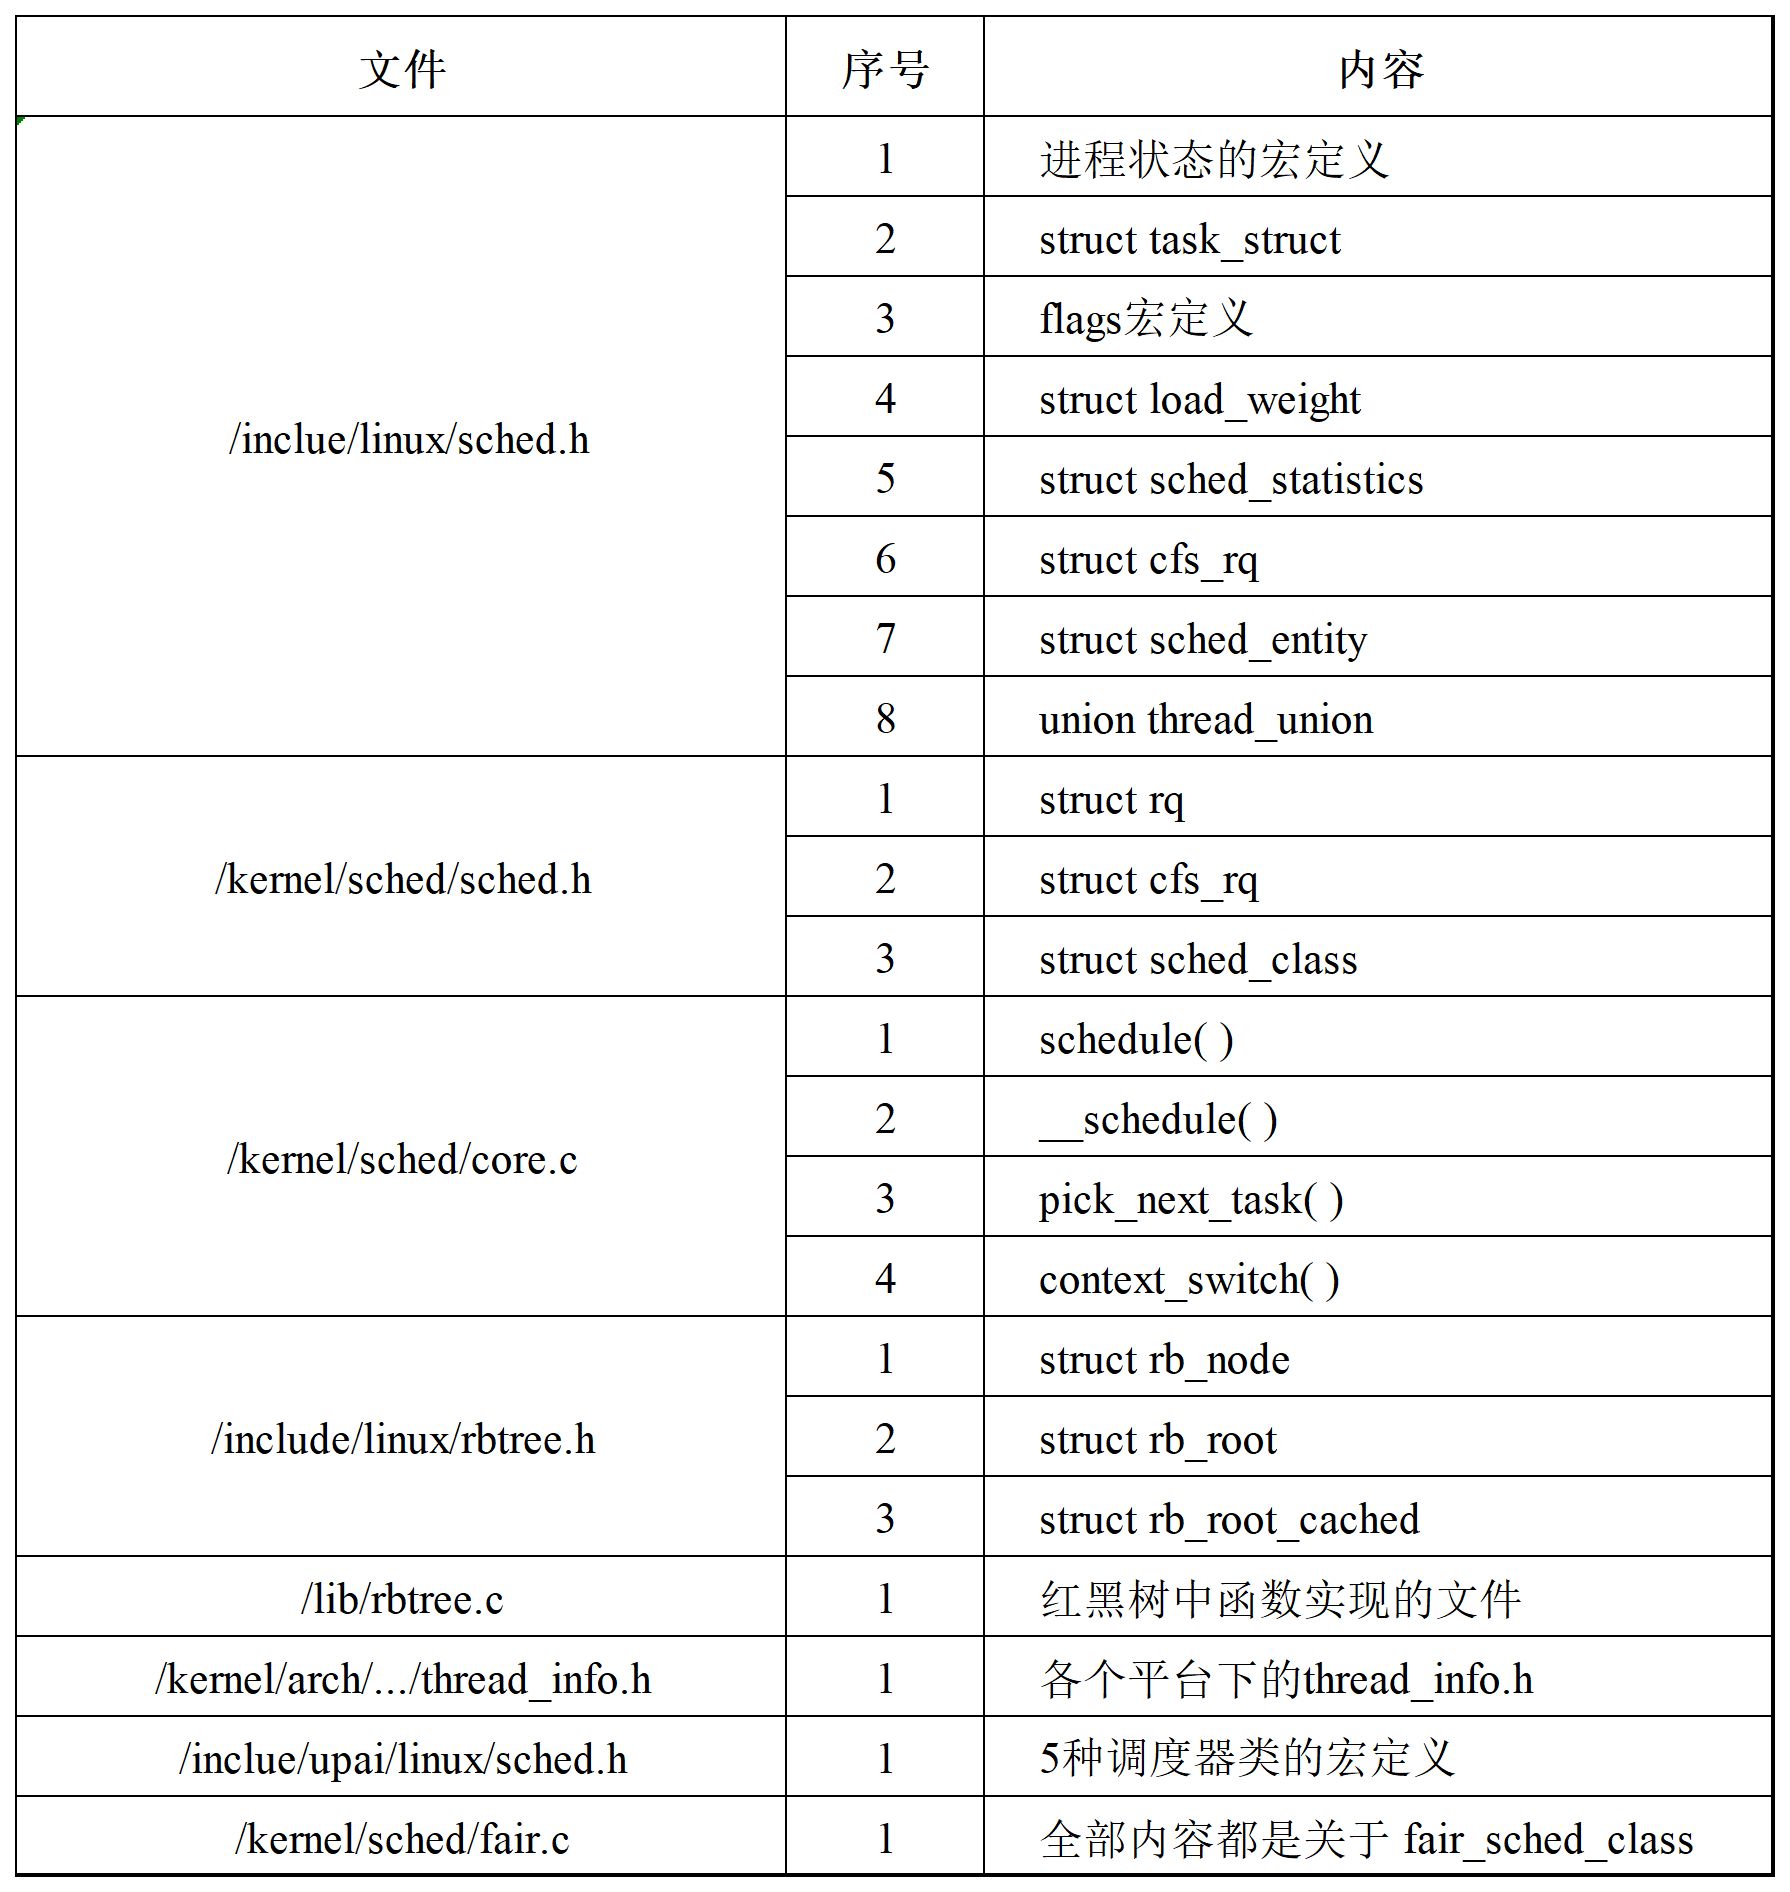 文件 序号 内容
/inclue/linux/sched.h
1 进程状态的宏定义
2 struct task_struct
3 flags宏定义
4 struct load_weight
5 struct sched_statistics
6 struct cfs_rq
7 struct sched_entity
8 union thread_union
/kernel/sched/sched.h
1 struct rq
2 struct cfs_rq
3 struct sched_class
/kernel/sched/core.c
1 schedule( )
2 __schedule( )
3 pick_next_task( )
4 context_switch( )
/include/linux/rbtree.h
1 struct rb_node
2 struct rb_root
3 struct rb_root_cached
/lib/rbtree.c 1 红黑树中函数实现的文件
/kernel/arch/.../thread_info.h 1 各个平台下的thread_info.h
/inclue/upai/linux/sched.h 1 5种调度器类的宏定义
/kernel/sched/fair.c 1 全部内容都是关于 fair_sched_class